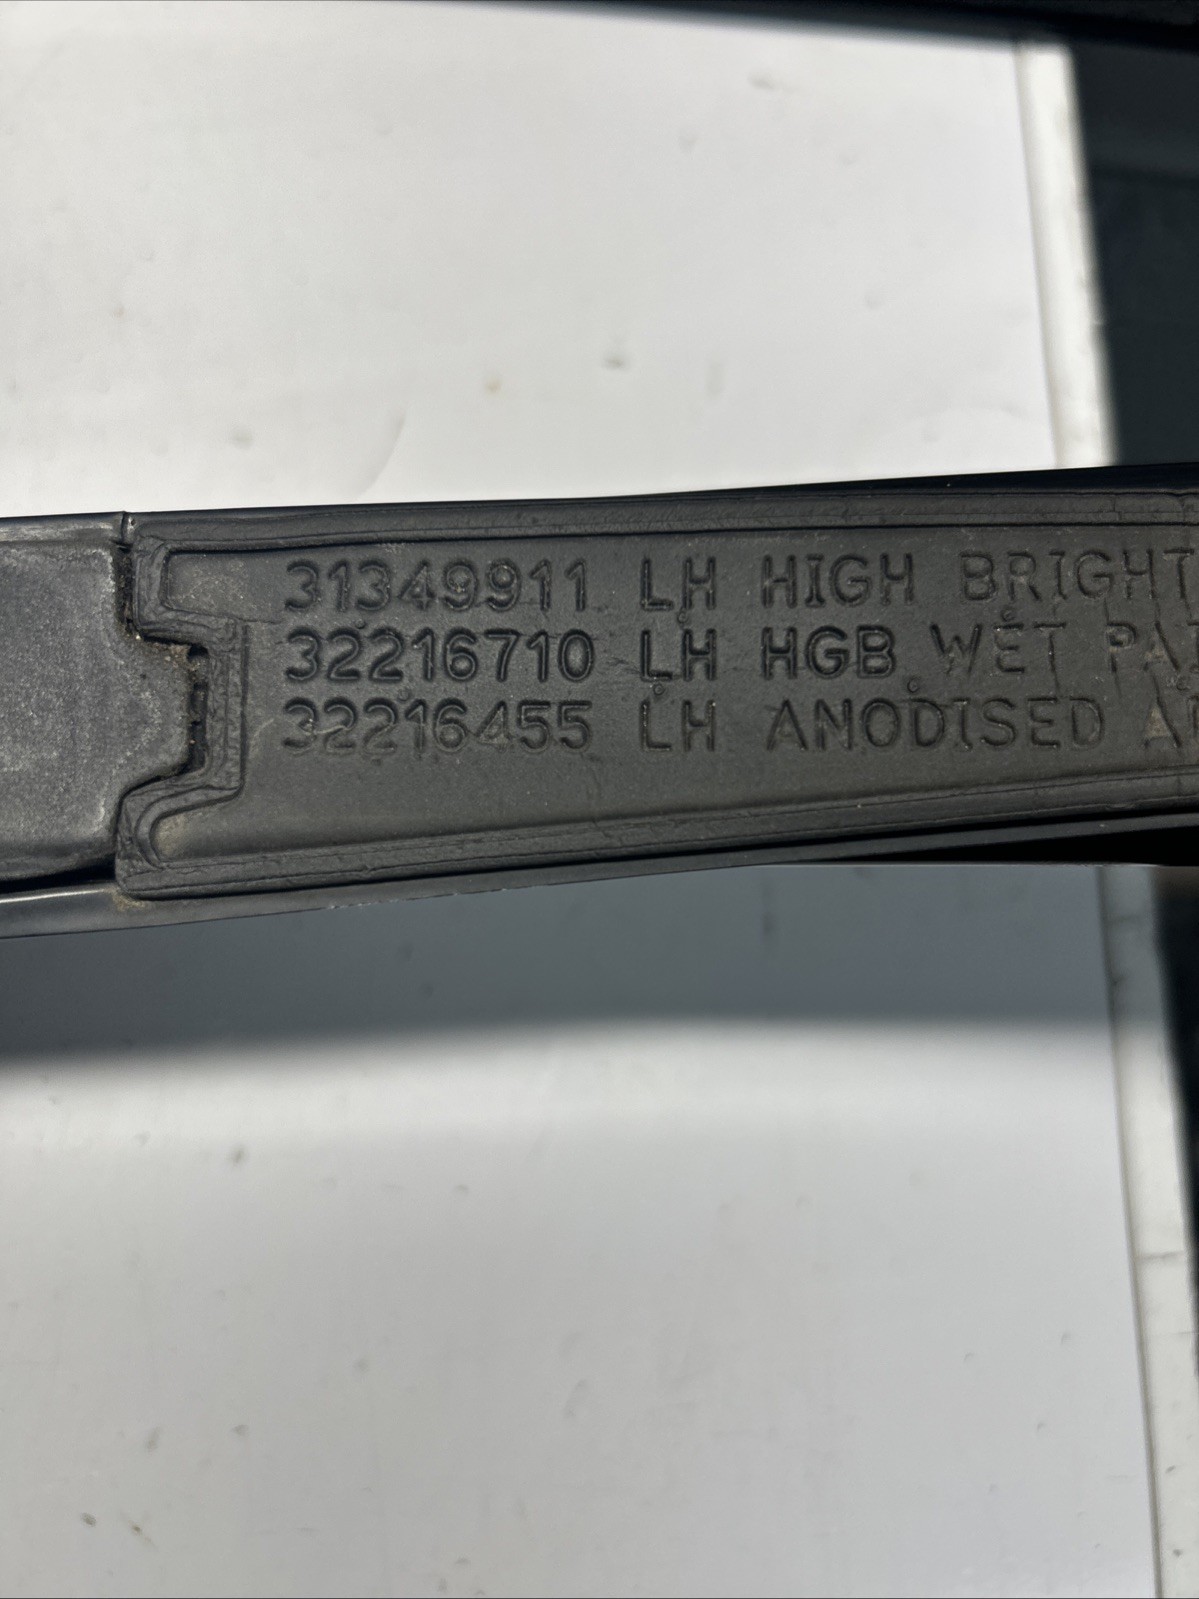 31349911 LH HIGH BRIGHT
32216710 LH HGB WET
32216455 LH ANODISED